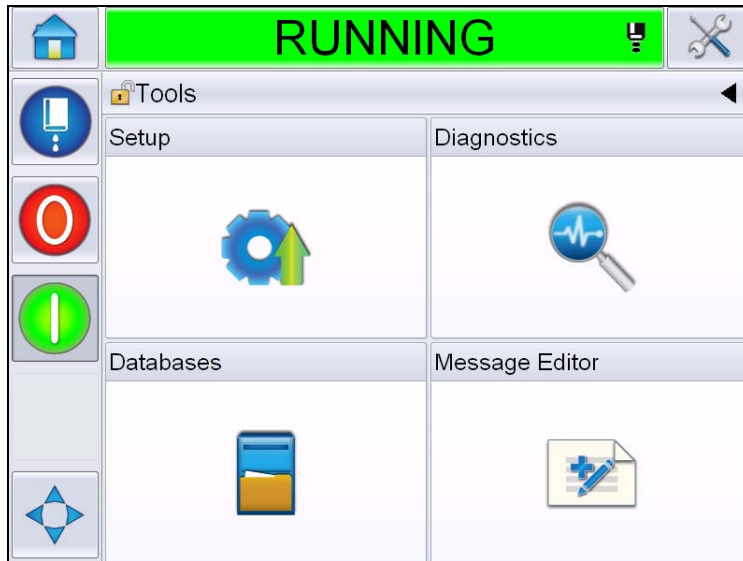 RUNNING
Tools
Setup
Diagnostics
Databases
Message Editor